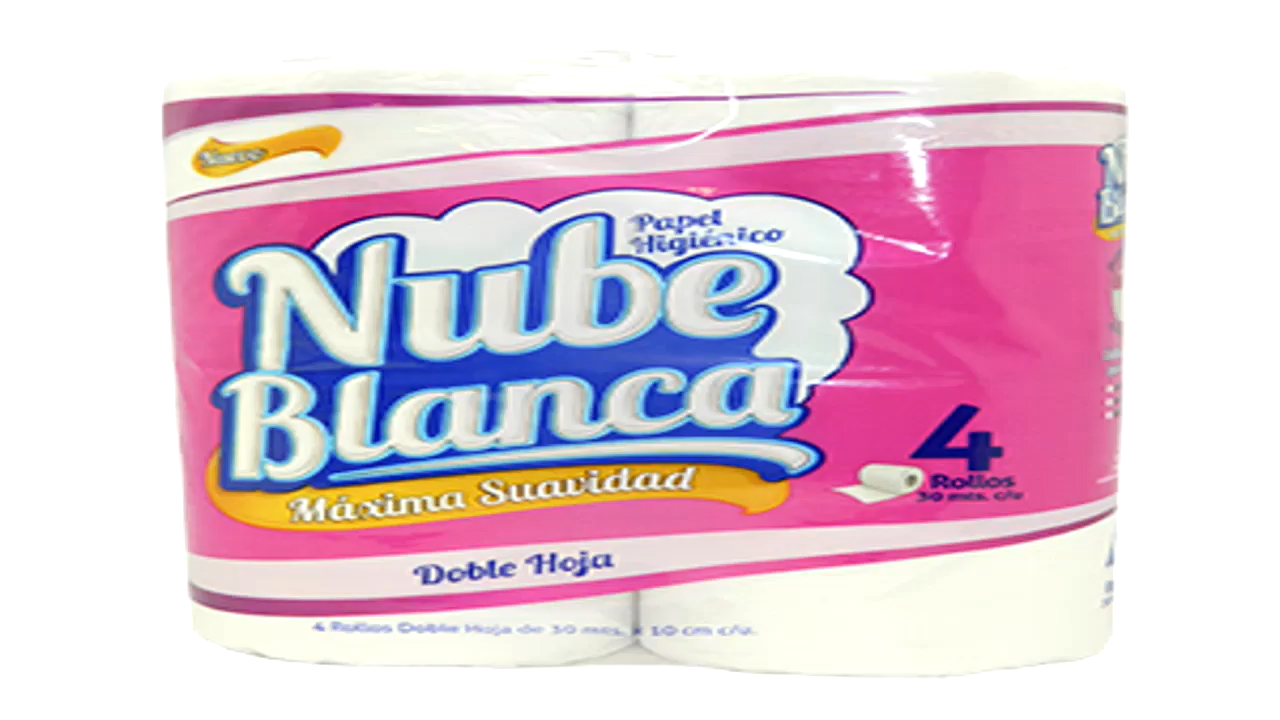 Nuevo
Papel
Higiénico
Nube
Blanca
Máxima Suavidad
4
Rollos
30 mts. c/u
Doble Hoja
4 Rollos Doble Hoja de 30 mts. x 10 cm c/u.